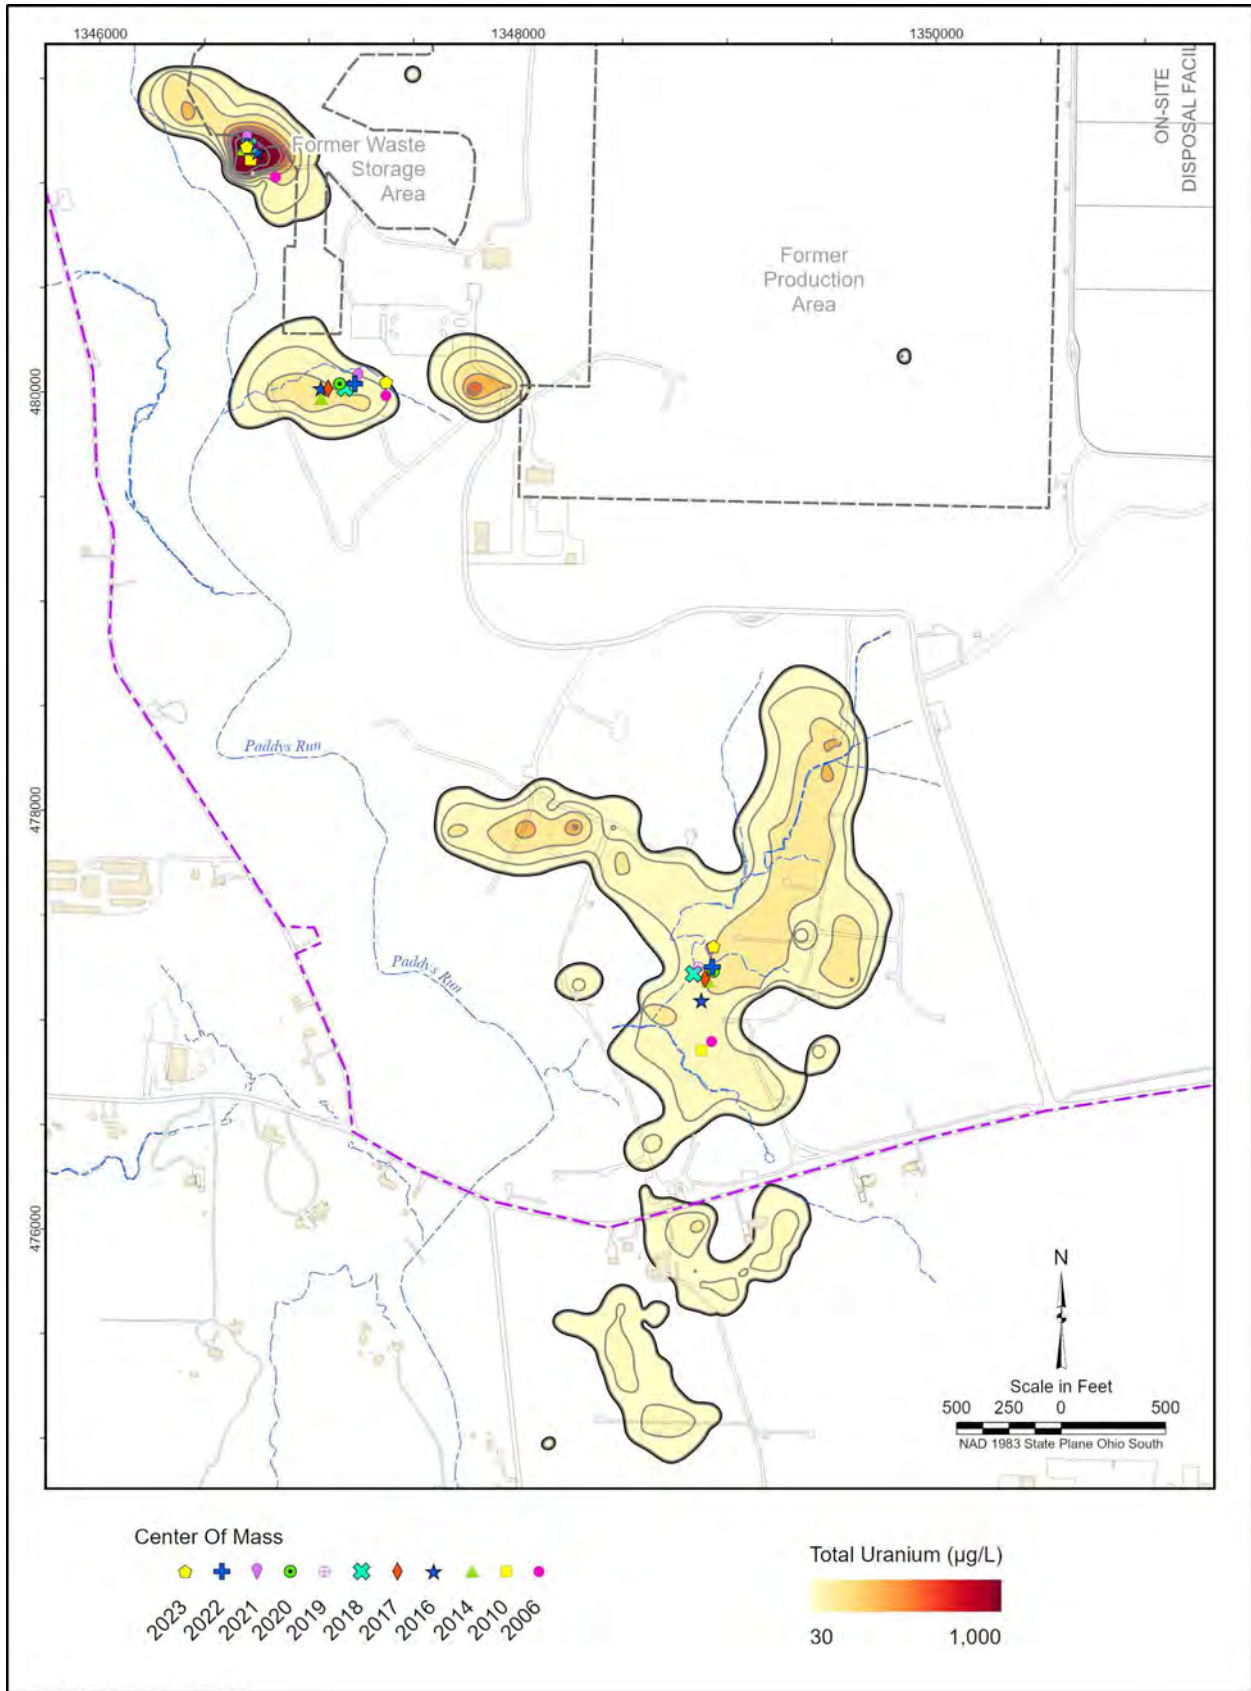 1346000
1348000
1350000
480000
478000
476000
ON-SITE
DISPOSAL FACIL
Former Waste
Storage
Area
Former
Production
Area
Paddys Run
Paddys Run
N
Scale in Feet
500 250 0 500
NAD 1983 State Plane Ohio South
Center Of Mass
2023 2022 2021 2020 2019 2018 2017 2016 2014 2010 2006
Total Uranium (µg/L)
30 1,000